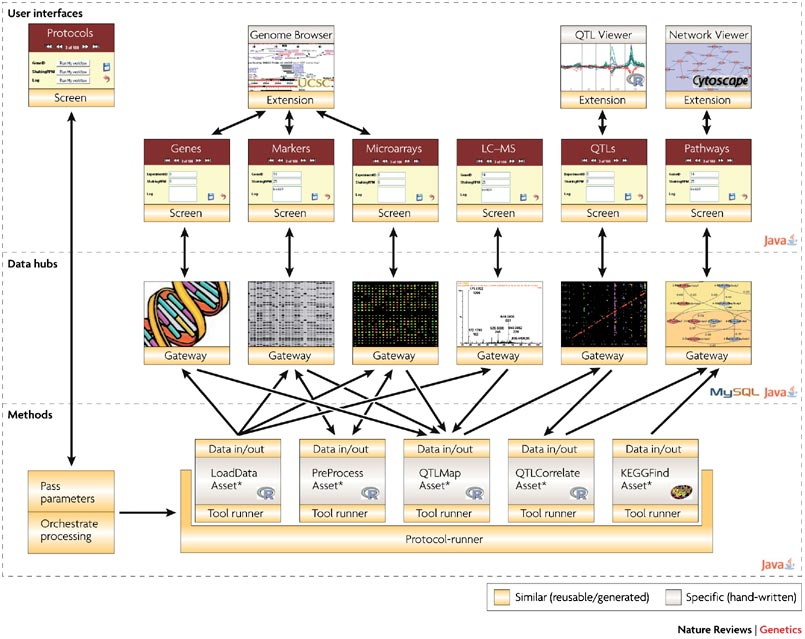 User interfaces
Protocols
Screen
Genome Browser
UCSC
Extension
QTL Viewer
R
Extension
Network Viewer
Cytoscape
Extension
Genes
Screen
Markers
Screen
Microarrays
Screen
LC–MS
Screen
QTLs
Screen
Pathways
Screen
Java
Data hubs
Gateway
Gateway
Gateway
Gateway
Gateway
Gateway
MySQL Java
Methods
Pass
parameters
Orchestrate
processing
Data in/out
LoadData
Asset*
R
Tool runner
Data in/out
PreProcess
Asset*
R
Tool runner
Data in/out
QTLMap
Asset*
R
Tool runner
Data in/out
QTLCorrelate
Asset*
R
Tool runner
Data in/out
KEGGFind
Asset*
Tool runner
Protocol-runner
Java
Similar (reusable/generated)
Specific (hand-written)
Nature Reviews | Genetics